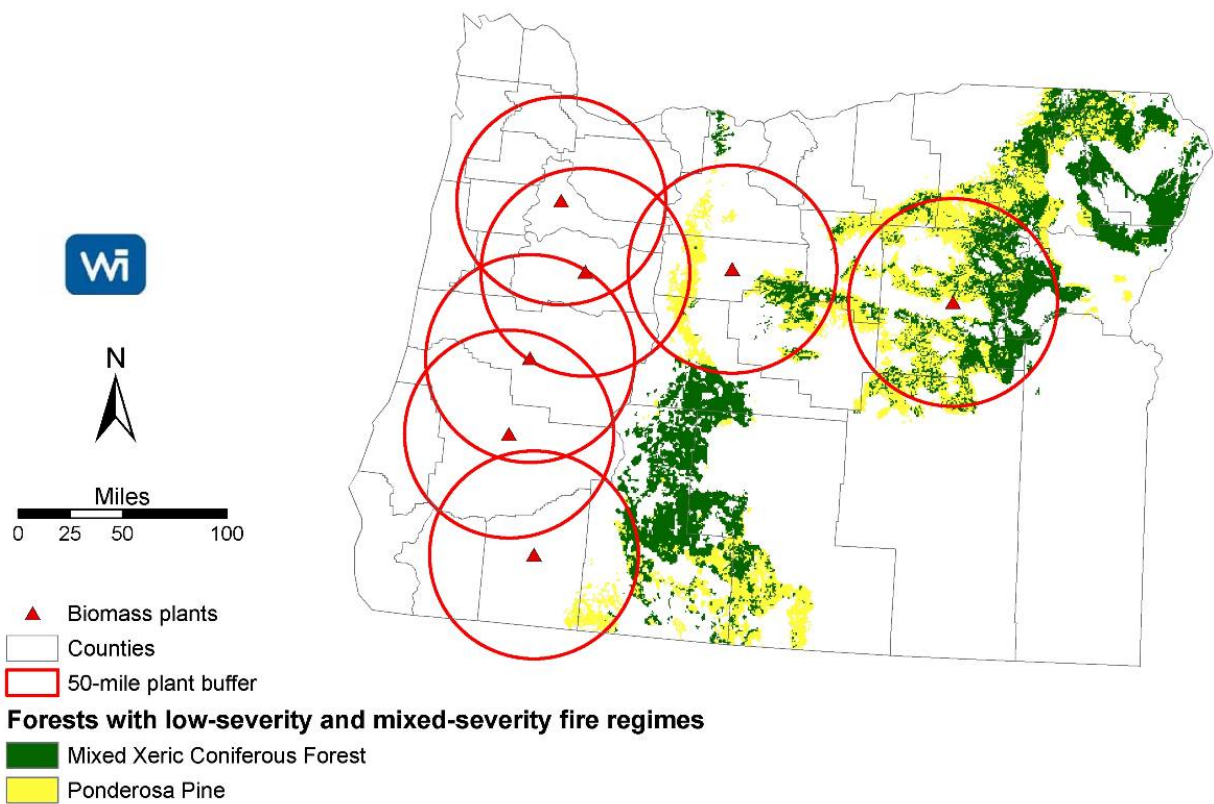 Wi
N
Miles
0 25 50 100
Biomass plants
Counties
50-mile plant buffer
Forests with low-severity and mixed-severity fire regimes
Mixed Xeric Coniferous Forest
Ponderosa Pine